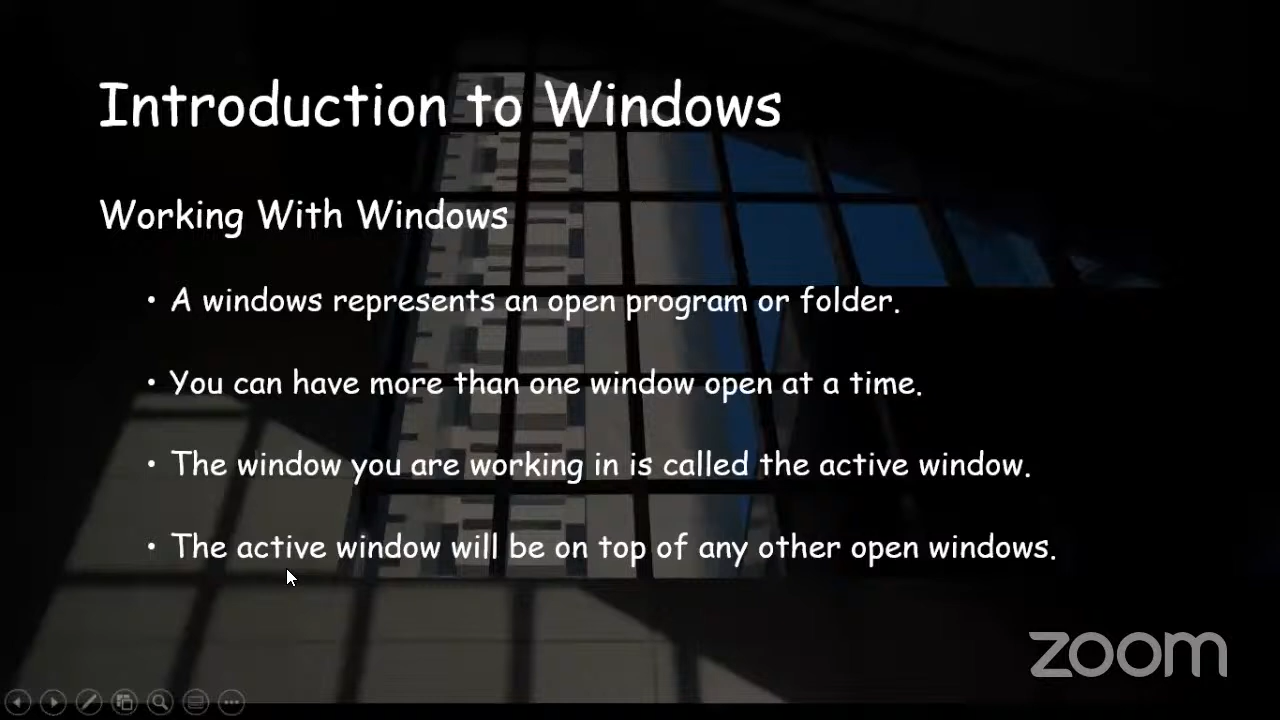 Introduction to Windows
Working With Windows
• A windows represents an open program or folder.
• You can have more than one window open at a time.
• The window you are working in is called the active window.
• The active window will be on top of any other open windows.
zoom